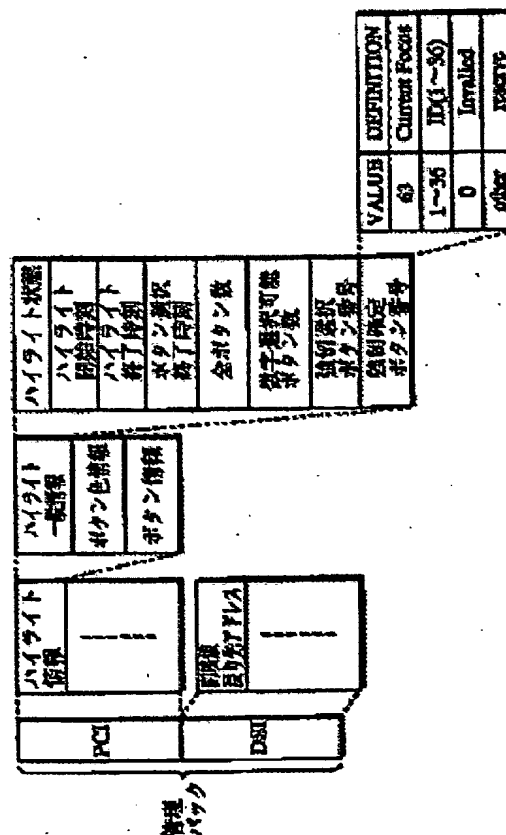 管理
パック
PCI
DSI
ハイライト
情報
戻り先アドレス
ハイライト
一般情報
ボタン色情報
ボタン情報
ハイライト状態
ハイライト
開始時刻
ハイライト
終了時刻
ボタン選択
終了時刻
全ボタン数
数字選択可能
ボタン数
強制選択
ボタン番号
強制確定
ボタン番号
VALUE DEFINITION
63 Current Focus
1~36 ID(1~36)
0 Invalied
other reserve